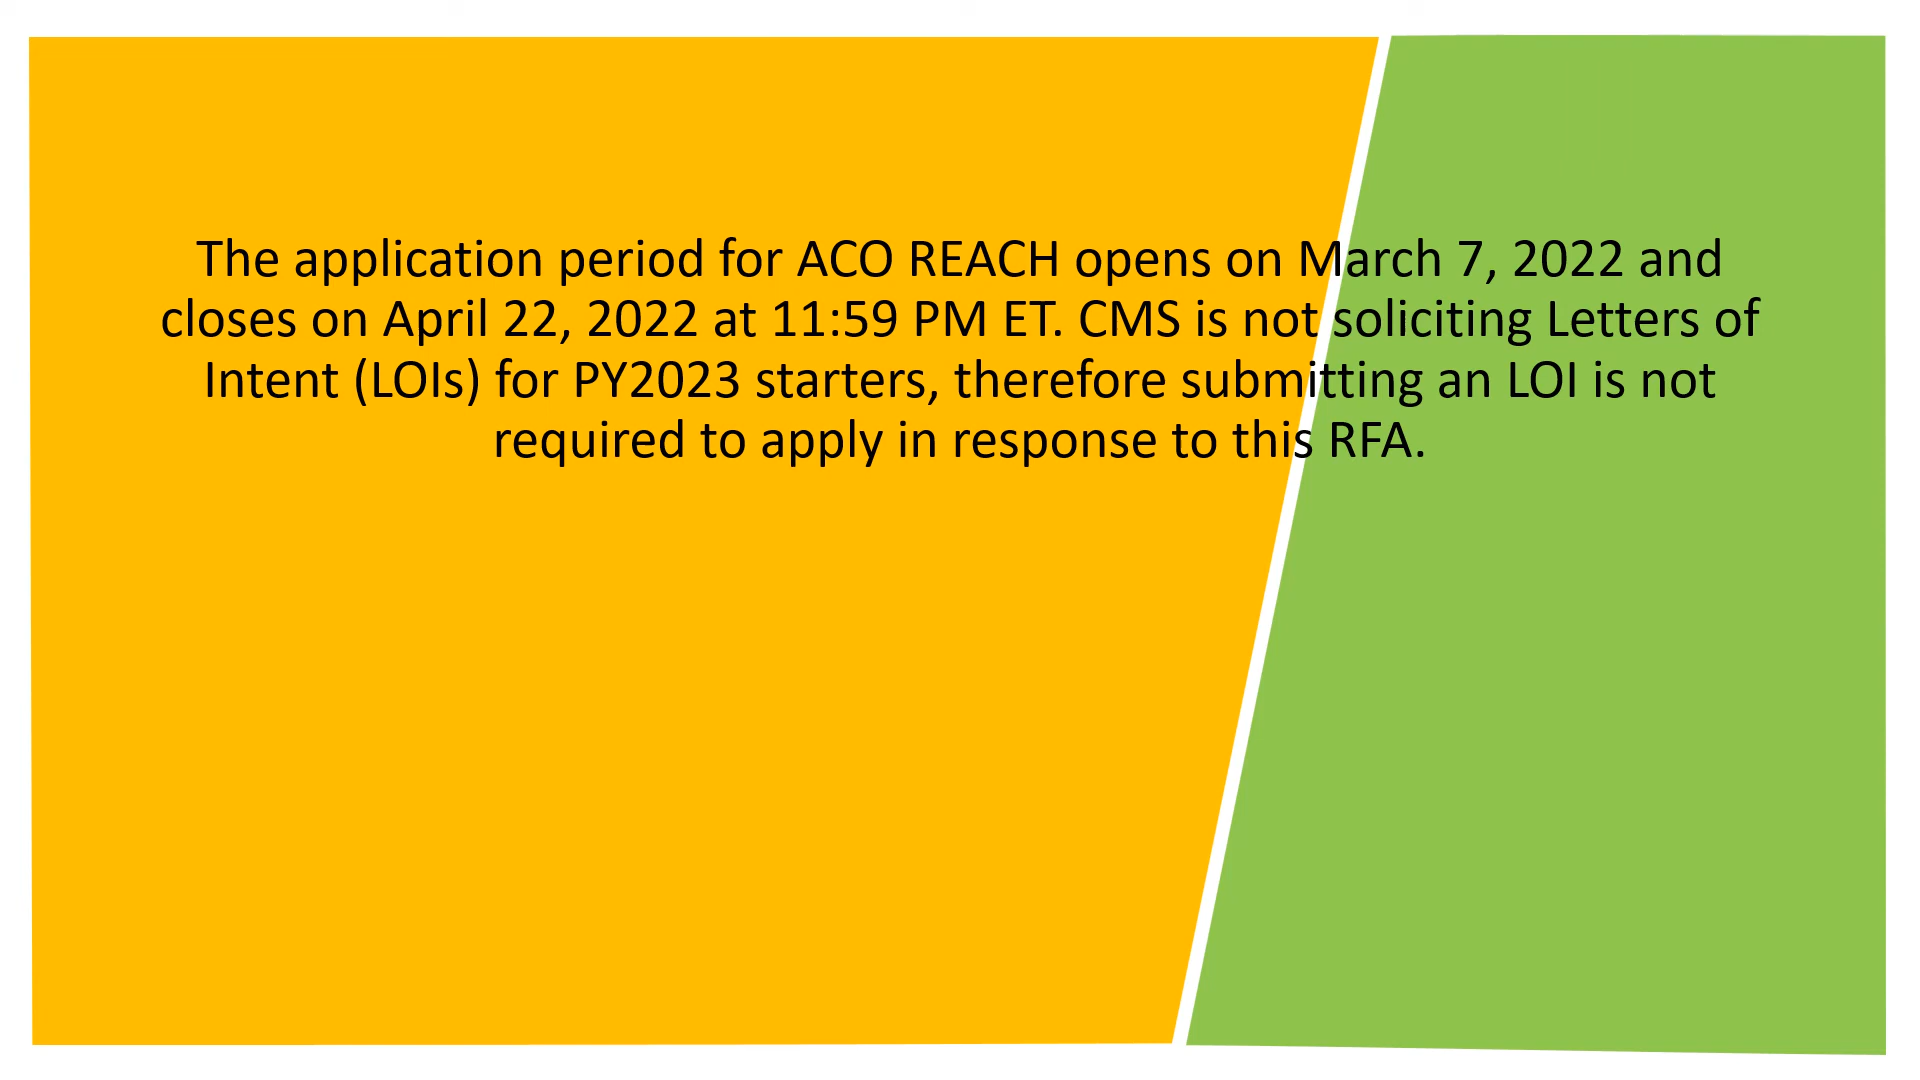 The application period for ACO REACH opens on March 7, 2022 and
closes on April 22, 2022 at 11:59 PM ET. CMS is not soliciting Letters of
Intent (LOIs) for PY2023 starters, therefore submitting an LOI is not
required to apply in response to this RFA.